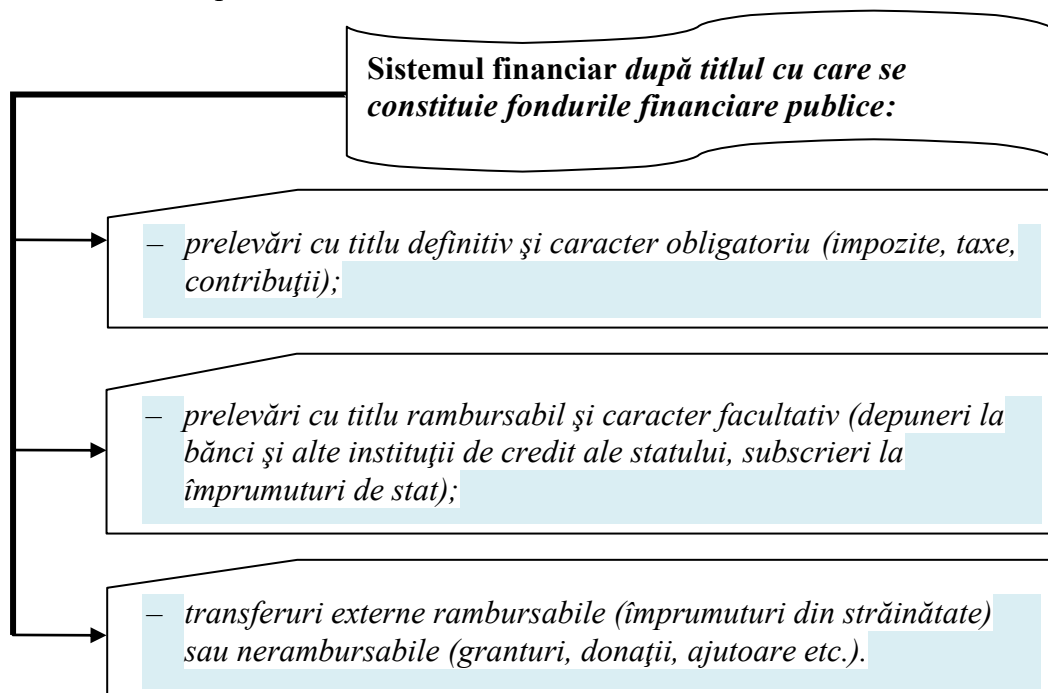 Sistemul financiar după titlul cu care se
constituie fondurile financiare publice:
– prelevări cu titlu definitiv şi caracter obligatoriu (impozite, taxe,
contribuţii);
– prelevări cu titlu rambursabil şi caracter facultativ (depuneri la
bănci şi alte instituţii de credit ale statului, subscrieri la
împrumuturi de stat);
– transferuri externe rambursabile (împrumuturi din străinătate)
sau nerambursabile (granturi, donaţii, ajutoare etc.).